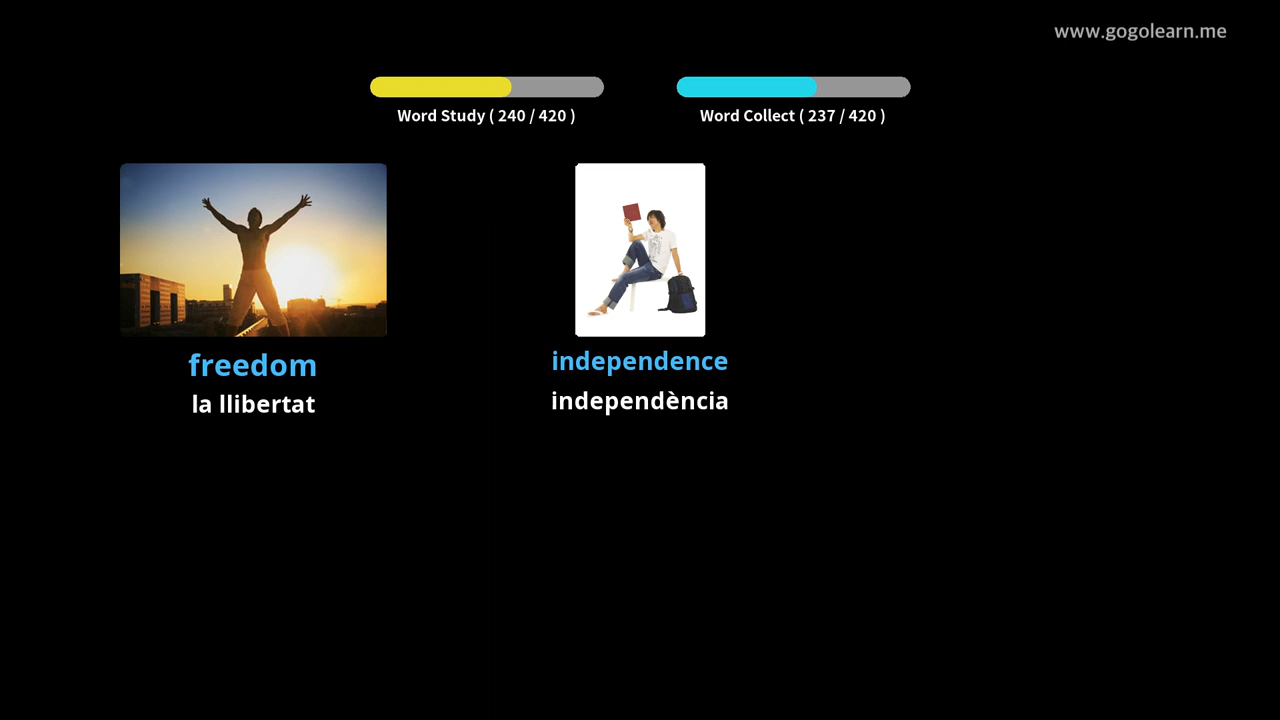 www.gogolearn.me
Word Study ( 240 / 420 )
Word Collect ( 237 / 420 )
freedom
la llibertat
independence
independència